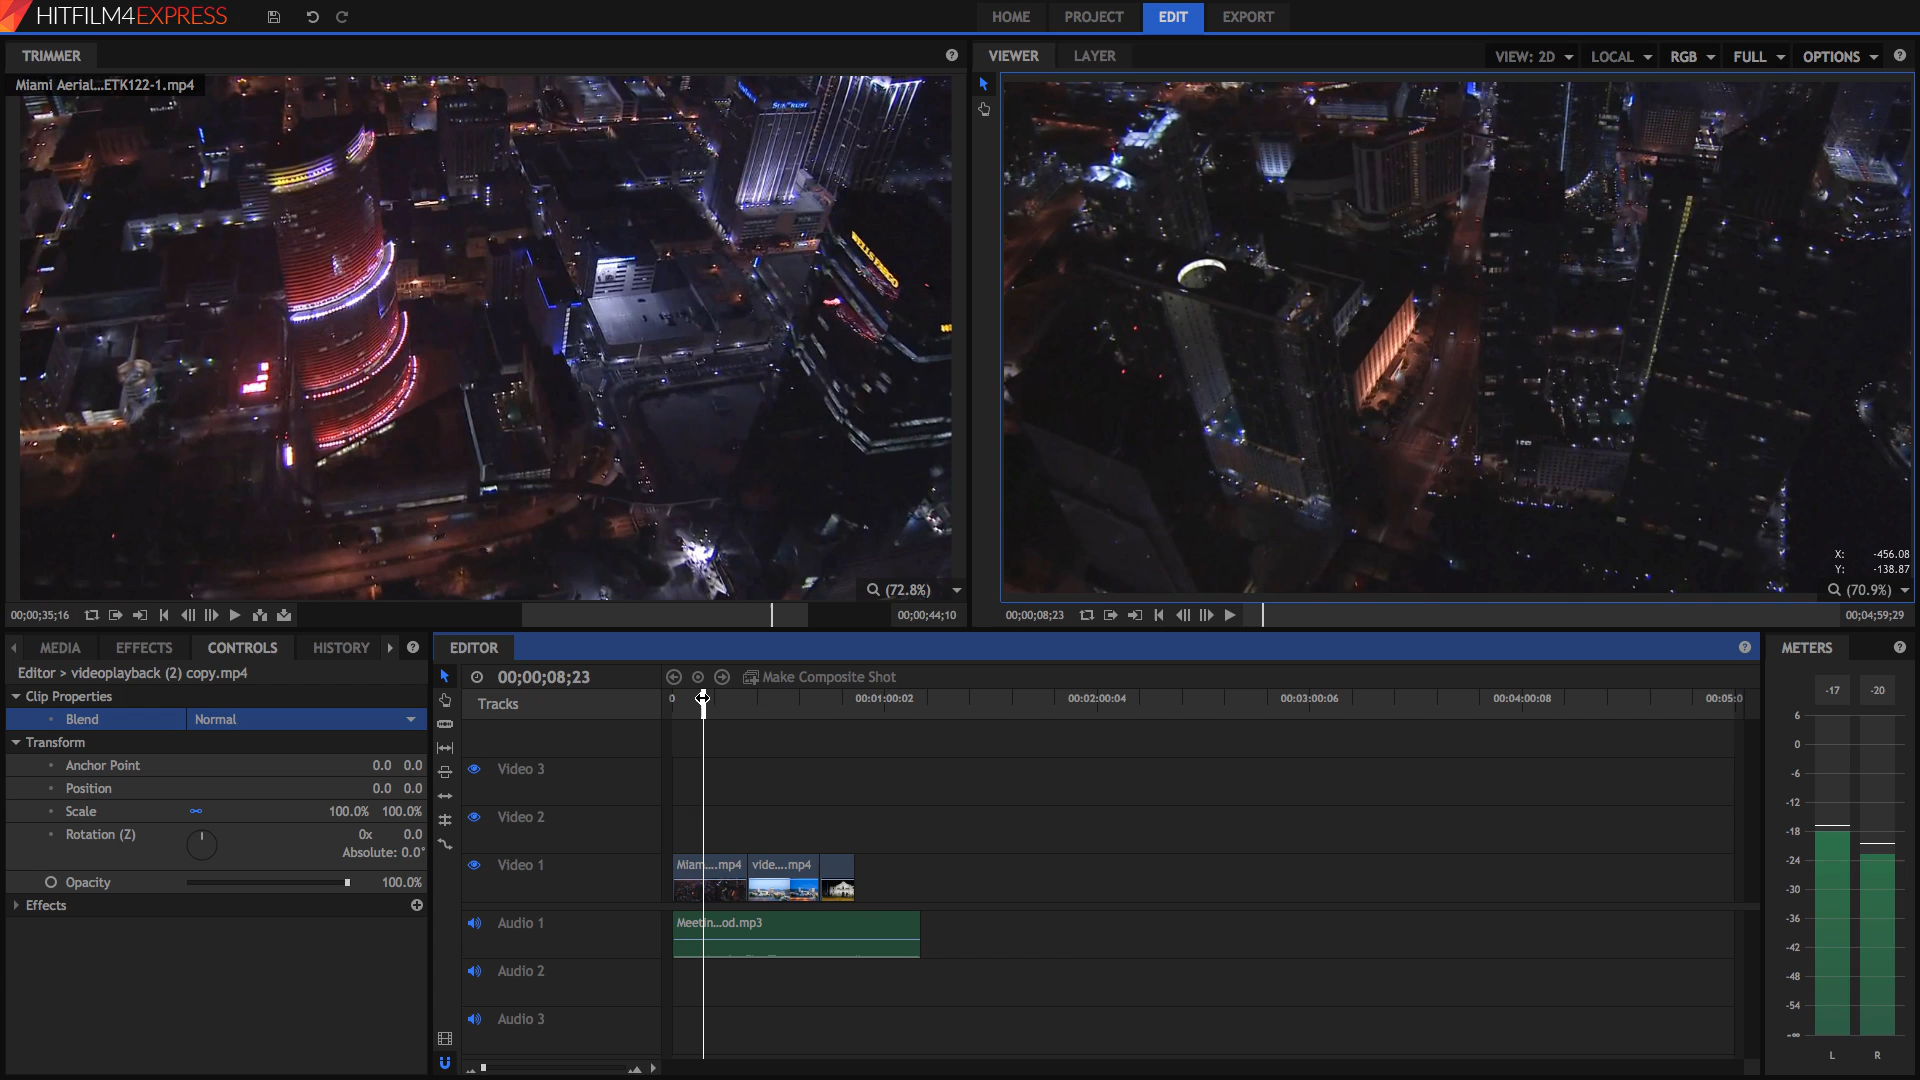 HITFILM4EXPRESS
HOME PROJECT EDIT EXPORT
TRIMMER
VIEWER LAYER
VIEW: 2D LOCAL RGB FULL OPTIONS
Miami Aerial...ETK122-1.mp4
SUNTRUST
WELLS FARGO
X: -456.08
Y: -138.87
(72.8%)
(70.9%)
00;00;35;16
00;00;44;10
00;00;08;23
00;04;59;29
MEDIA EFFECTS CONTROLS HISTORY
Editor > videoplayback (2) copy.mp4
Clip Properties
Blend Normal
Transform
Anchor Point 0.0 0.0
Position 0.0 0.0
Scale 100.0% 100.0%
Rotation (Z) 0x 0.0
Absolute: 0.0°
Opacity 100.0%
Effects
EDITOR
00;00;08;23
Make Composite Shot
Tracks
0 00:01:00:02 00:02:00:04 00:03:00:06 00:04:00:08 00:05:0
Video 3
Video 2
Video 1
Miam....mp4 vide....mp4
Audio 1
Meetin...od.mp3
Audio 2
Audio 3
METERS
-17 -20
6
0
-6
-12
-18
-24
-30
-36
-42
-48
-54
-∞
L R